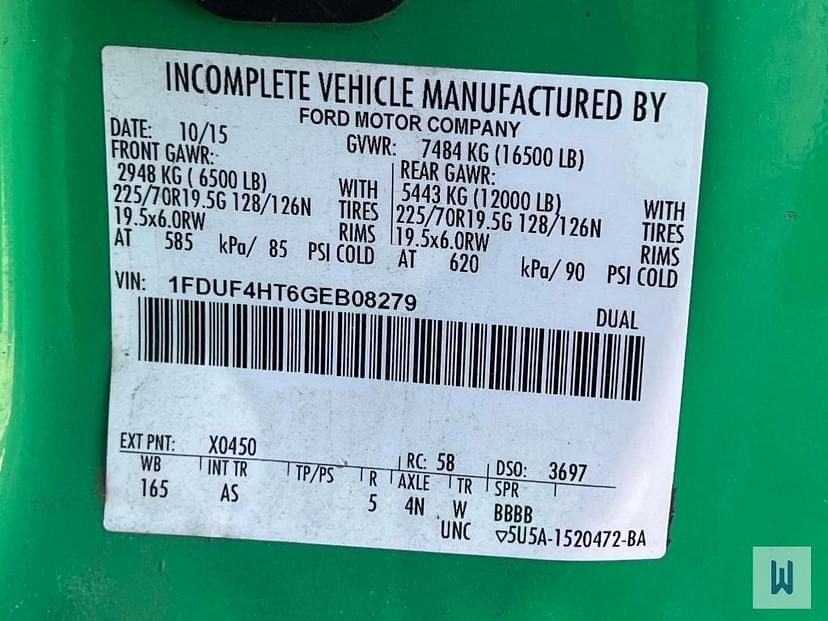 INCOMPLETE VEHICLE MANUFACTURED BY
FORD MOTOR COMPANY
DATE: 10/15 GVWR: 7484 KG (16500 LB)
FRONT GAWR: REAR GAWR:
2948 KG ( 6500 LB) WITH 5443 KG (12000 LB) WITH
225/70R19.5G 128/126N TIRES 225/70R19.5G 128/126N TIRES
19.5x6.0RW RIMS 19.5x6.0RW RIMS
AT 585 kPa/ 85 PSI COLD AT 620 kPa/ 90 PSI COLD
VIN: 1FDUF4HT6GEB08279
DUAL
EXT PNT: X0450 RC: 58 DSO: 3697
WB INT TR TP/PS R AXLE TR SPR
165 AS 5 4N W BBBB
UNC ▽5U5A-1520472-BA
W